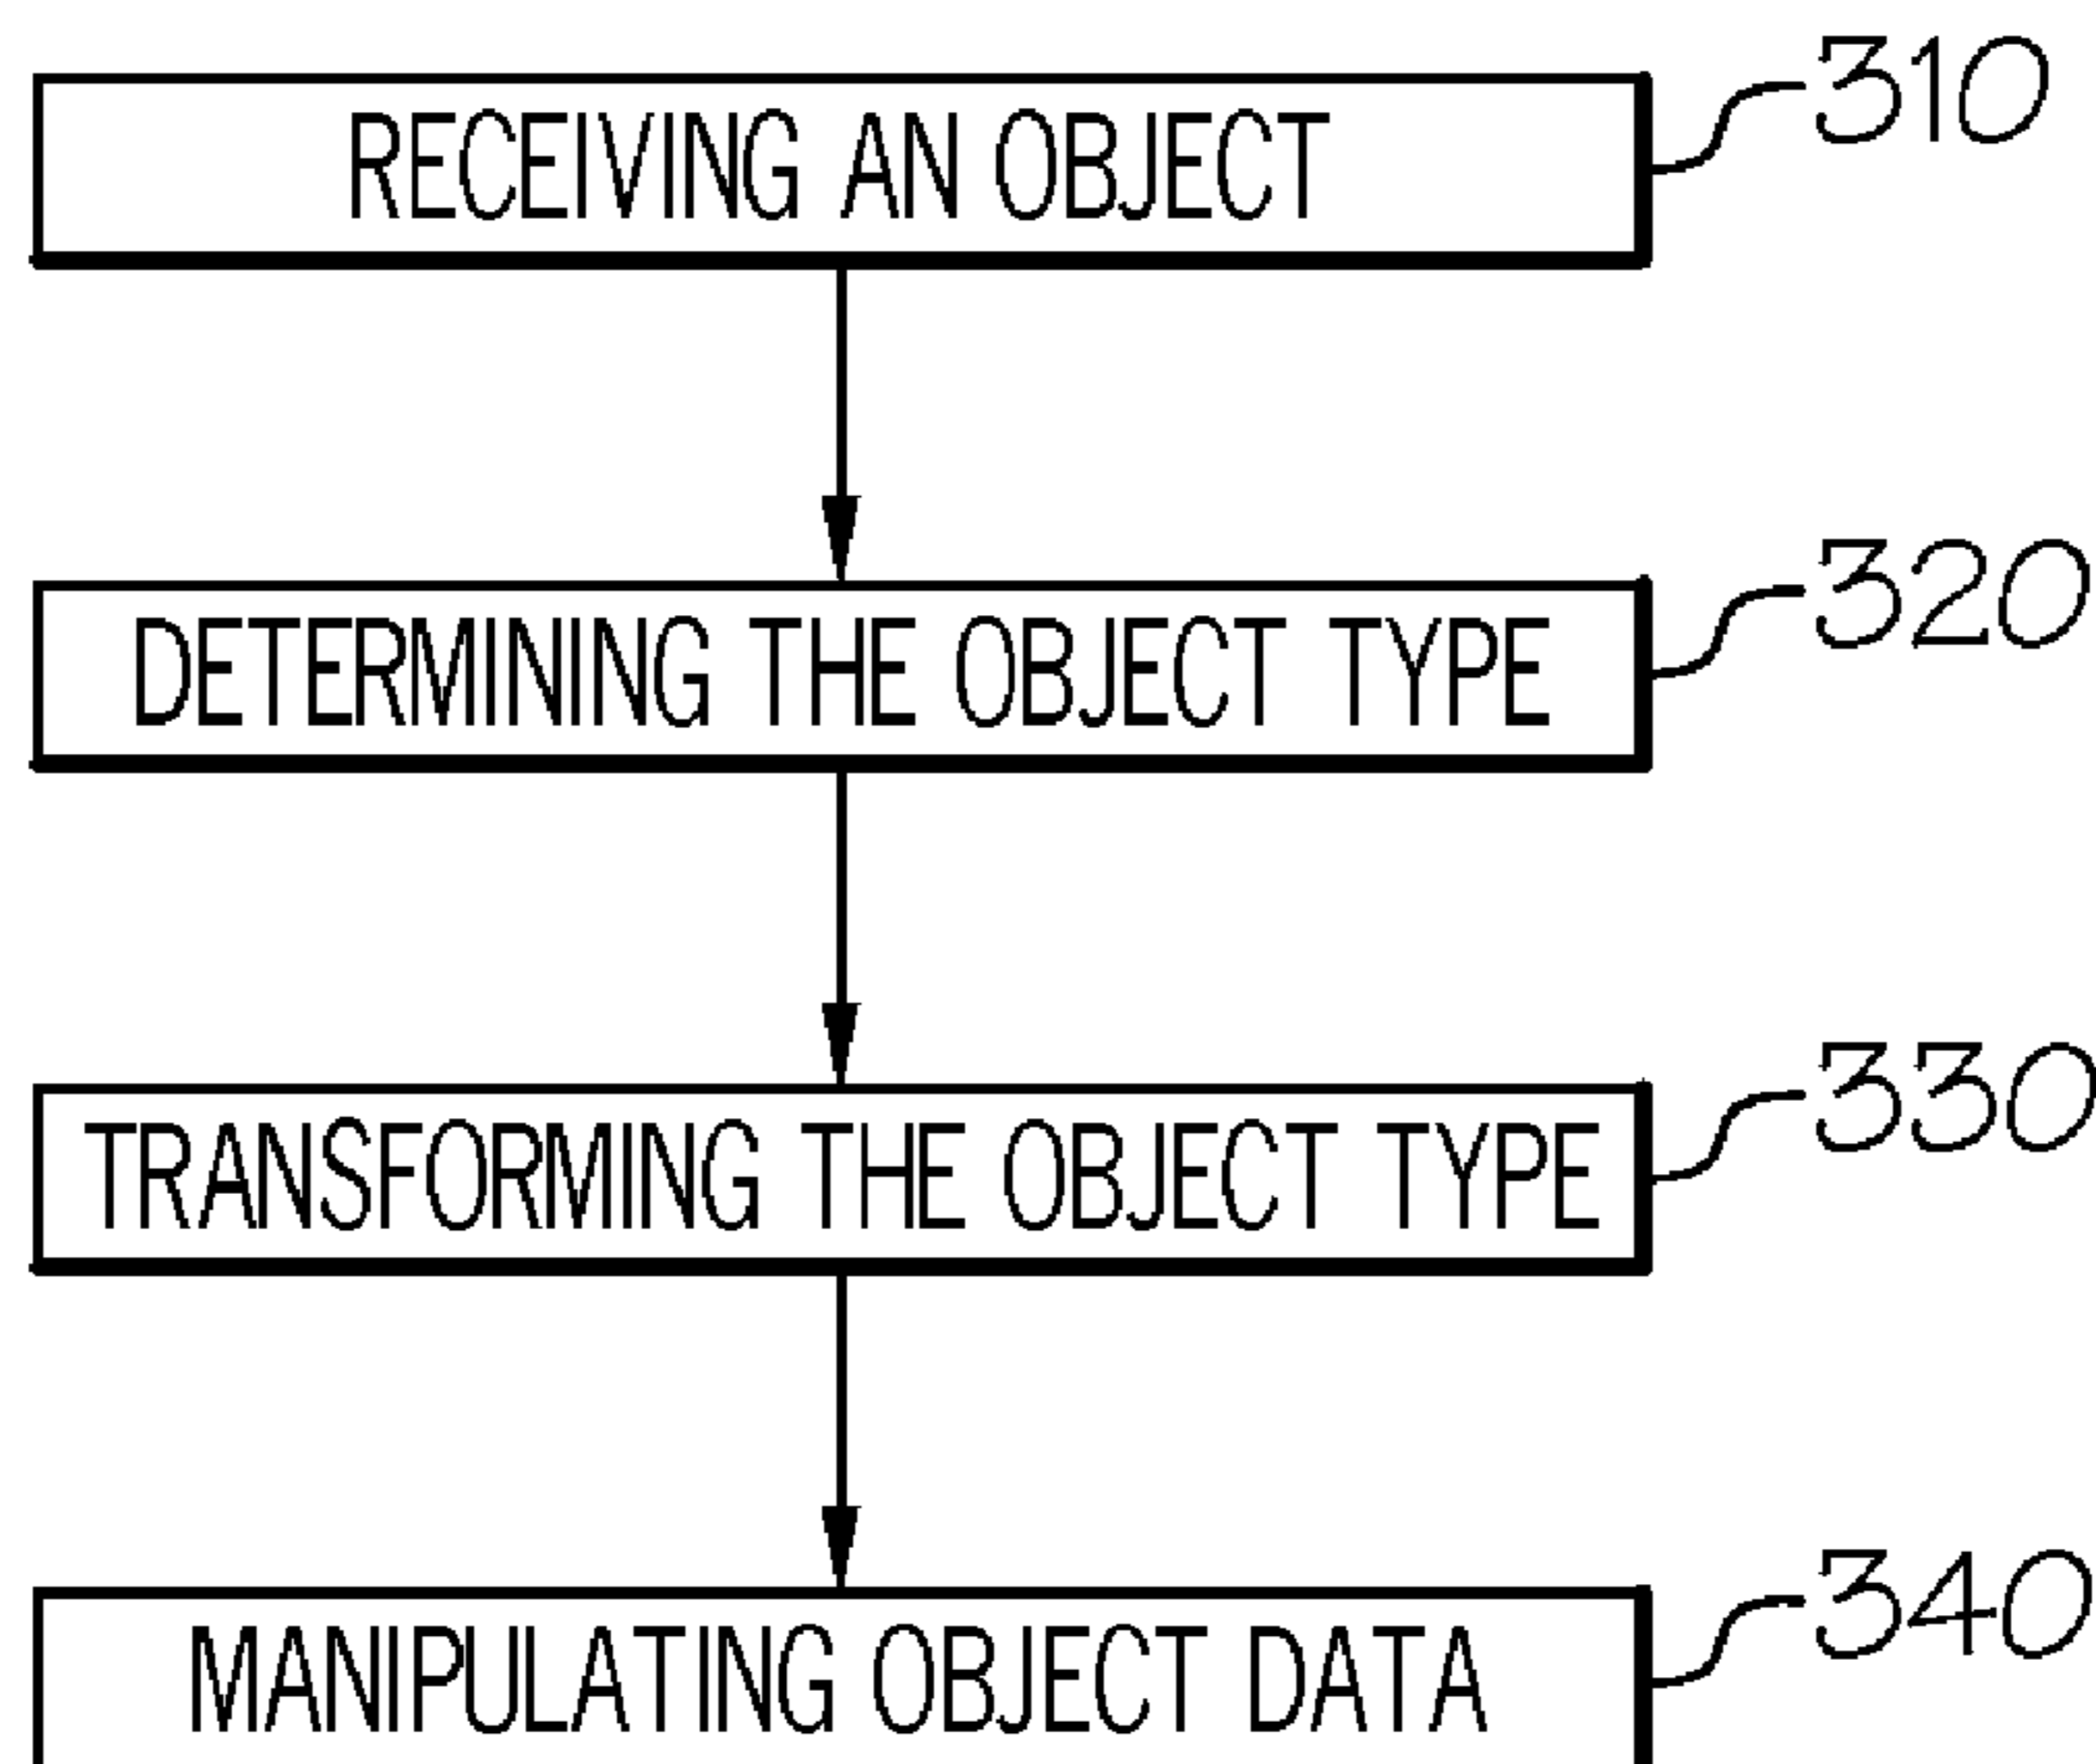 RECEIVING AN OBJECT 310
DETERMINING THE OBJECT TYPE 320
TRANSFORMING THE OBJECT TYPE 330
MANIPULATING OBJECT DATA 340